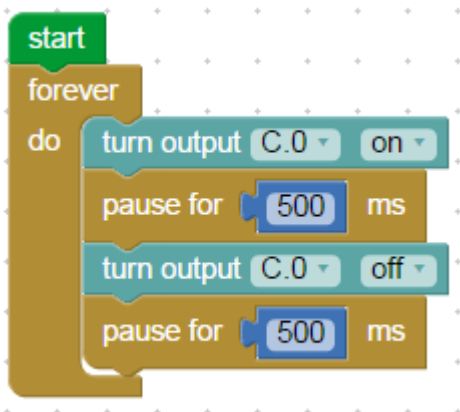 start
forever
do turn output C.0 on
pause for 500 ms
turn output C.0 off
pause for 500 ms